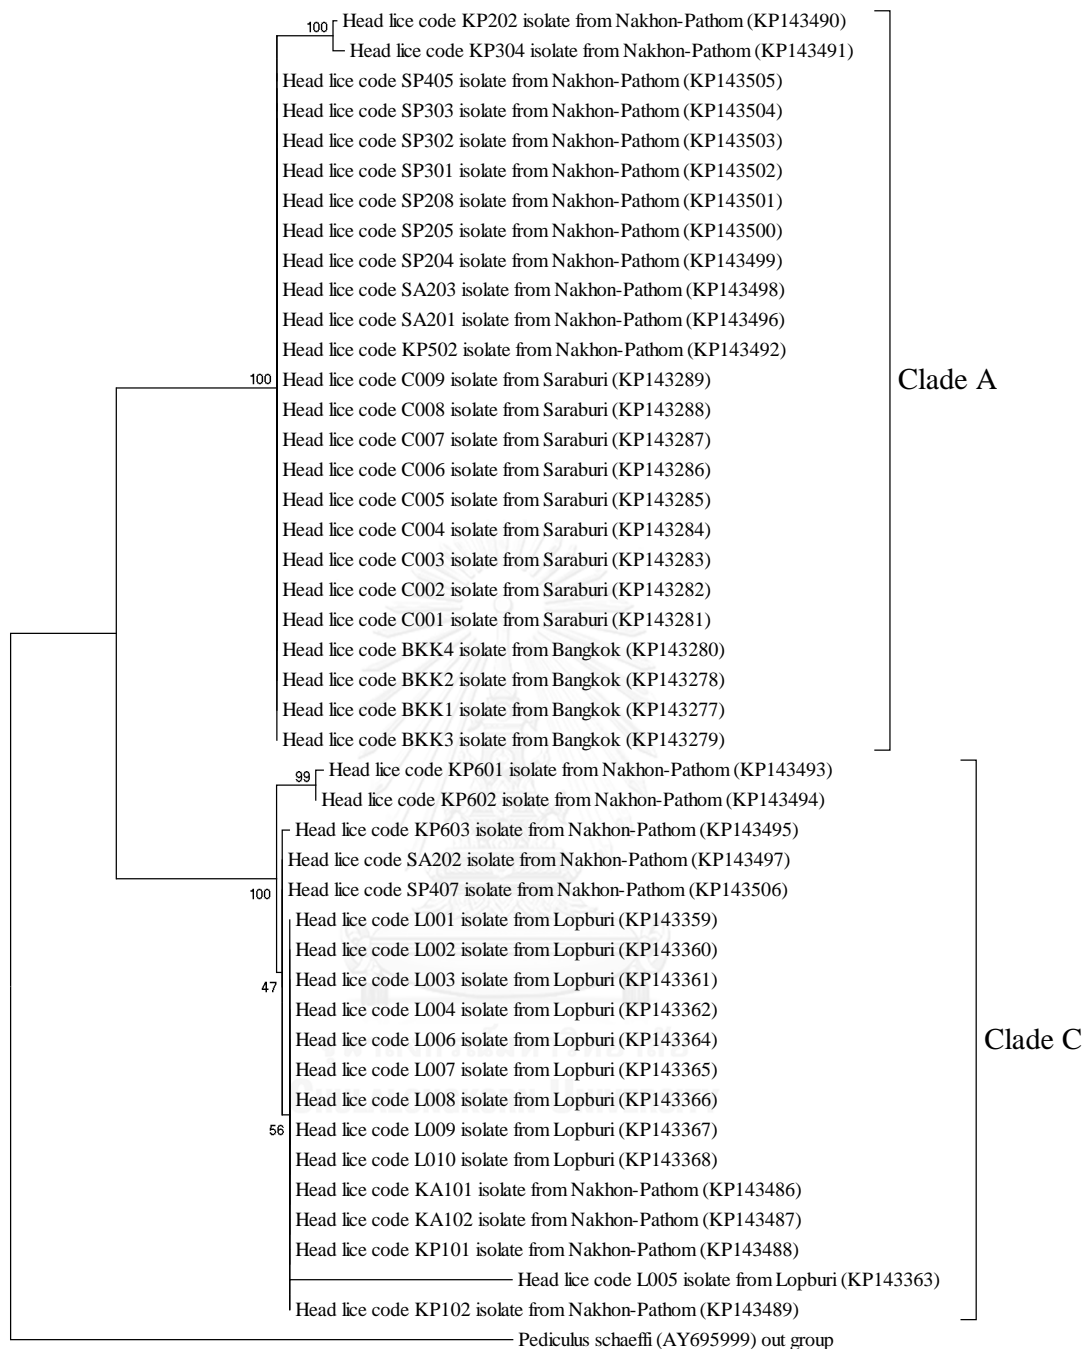 100
Head lice code KP202 isolate from Nakhon-Pathom (KP143490)
Head lice code KP304 isolate from Nakhon-Pathom (KP143491)
Head lice code SP405 isolate from Nakhon-Pathom (KP143505)
Head lice code SP303 isolate from Nakhon-Pathom (KP143504)
Head lice code SP302 isolate from Nakhon-Pathom (KP143503)
Head lice code SP301 isolate from Nakhon-Pathom (KP143502)
Head lice code SP208 isolate from Nakhon-Pathom (KP143501)
Head lice code SP205 isolate from Nakhon-Pathom (KP143500)
Head lice code SP204 isolate from Nakhon-Pathom (KP143499)
Head lice code SA203 isolate from Nakhon-Pathom (KP143498)
Head lice code SA201 isolate from Nakhon-Pathom (KP143496)
Head lice code KP502 isolate from Nakhon-Pathom (KP143492)
100
Head lice code C009 isolate from Saraburi (KP143289)
Clade A
Head lice code C008 isolate from Saraburi (KP143288)
Head lice code C007 isolate from Saraburi (KP143287)
Head lice code C006 isolate from Saraburi (KP143286)
Head lice code C005 isolate from Saraburi (KP143285)
Head lice code C004 isolate from Saraburi (KP143284)
Head lice code C003 isolate from Saraburi (KP143283)
Head lice code C002 isolate from Saraburi (KP143282)
Head lice code C001 isolate from Saraburi (KP143281)
Head lice code BKK4 isolate from Bangkok (KP143280)
Head lice code BKK2 isolate from Bangkok (KP143278)
Head lice code BKK1 isolate from Bangkok (KP143277)
Head lice code BKK3 isolate from Bangkok (KP143279)
99
Head lice code KP601 isolate from Nakhon-Pathom (KP143493)
Head lice code KP602 isolate from Nakhon-Pathom (KP143494)
Head lice code KP603 isolate from Nakhon-Pathom (KP143495)
Head lice code SA202 isolate from Nakhon-Pathom (KP143497)
100
Head lice code SP407 isolate from Nakhon-Pathom (KP143506)
Head lice code L001 isolate from Lopburi (KP143359)
Head lice code L002 isolate from Lopburi (KP143360)
Head lice code L003 isolate from Lopburi (KP143361)
47
Head lice code L004 isolate from Lopburi (KP143362)
Head lice code L006 isolate from Lopburi (KP143364)
Clade C
จุฬาลงกรณ์มหาวิทยาลัย
Head lice code L007 isolate from Lopburi (KP143365)
Head lice code L008 isolate from Lopburi (KP143366)
CHULALONGKORN UNIVERSITY
56
Head lice code L009 isolate from Lopburi (KP143367)
Head lice code L010 isolate from Lopburi (KP143368)
Head lice code KA101 isolate from Nakhon-Pathom (KP143486)
Head lice code KA102 isolate from Nakhon-Pathom (KP143487)
Head lice code KP101 isolate from Nakhon-Pathom (KP143488)
Head lice code L005 isolate from Lopburi (KP143363)
Head lice code KP102 isolate from Nakhon-Pathom (KP143489)
Pediculus schaeffi (AY695999) out group